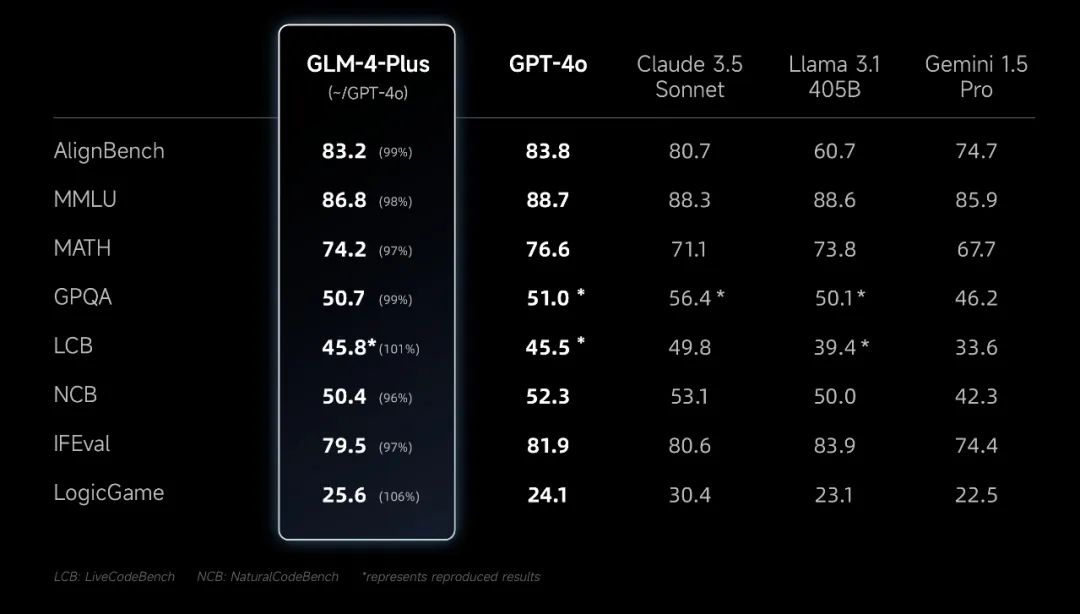 GLM-4-Plus GPT-4o Claude 3.5 Llama 3.1 Gemini 1.5
(~/GPT-4o) Sonnet 405B Pro
AlignBench 83.2 (99%) 83.8 80.7 60.7 74.7
MMLU 86.8 (98%) 88.7 88.3 88.6 85.9
MATH 74.2 (97%) 76.6 71.1 73.8 67.7
GPQA 50.7 (99%) 51.0 * 56.4 * 50.1 * 46.2
LCB 45.8* (101%) 45.5 * 49.8 39.4 * 33.6
NCB 50.4 (96%) 52.3 53.1 50.0 42.3
IFEval 79.5 (97%) 81.9 80.6 83.9 74.4
LogicGame 25.6 (106%) 24.1 30.4 23.1 22.5
LCB: LiveCodeBench NCB: NaturalCodeBench *represents reproduced results